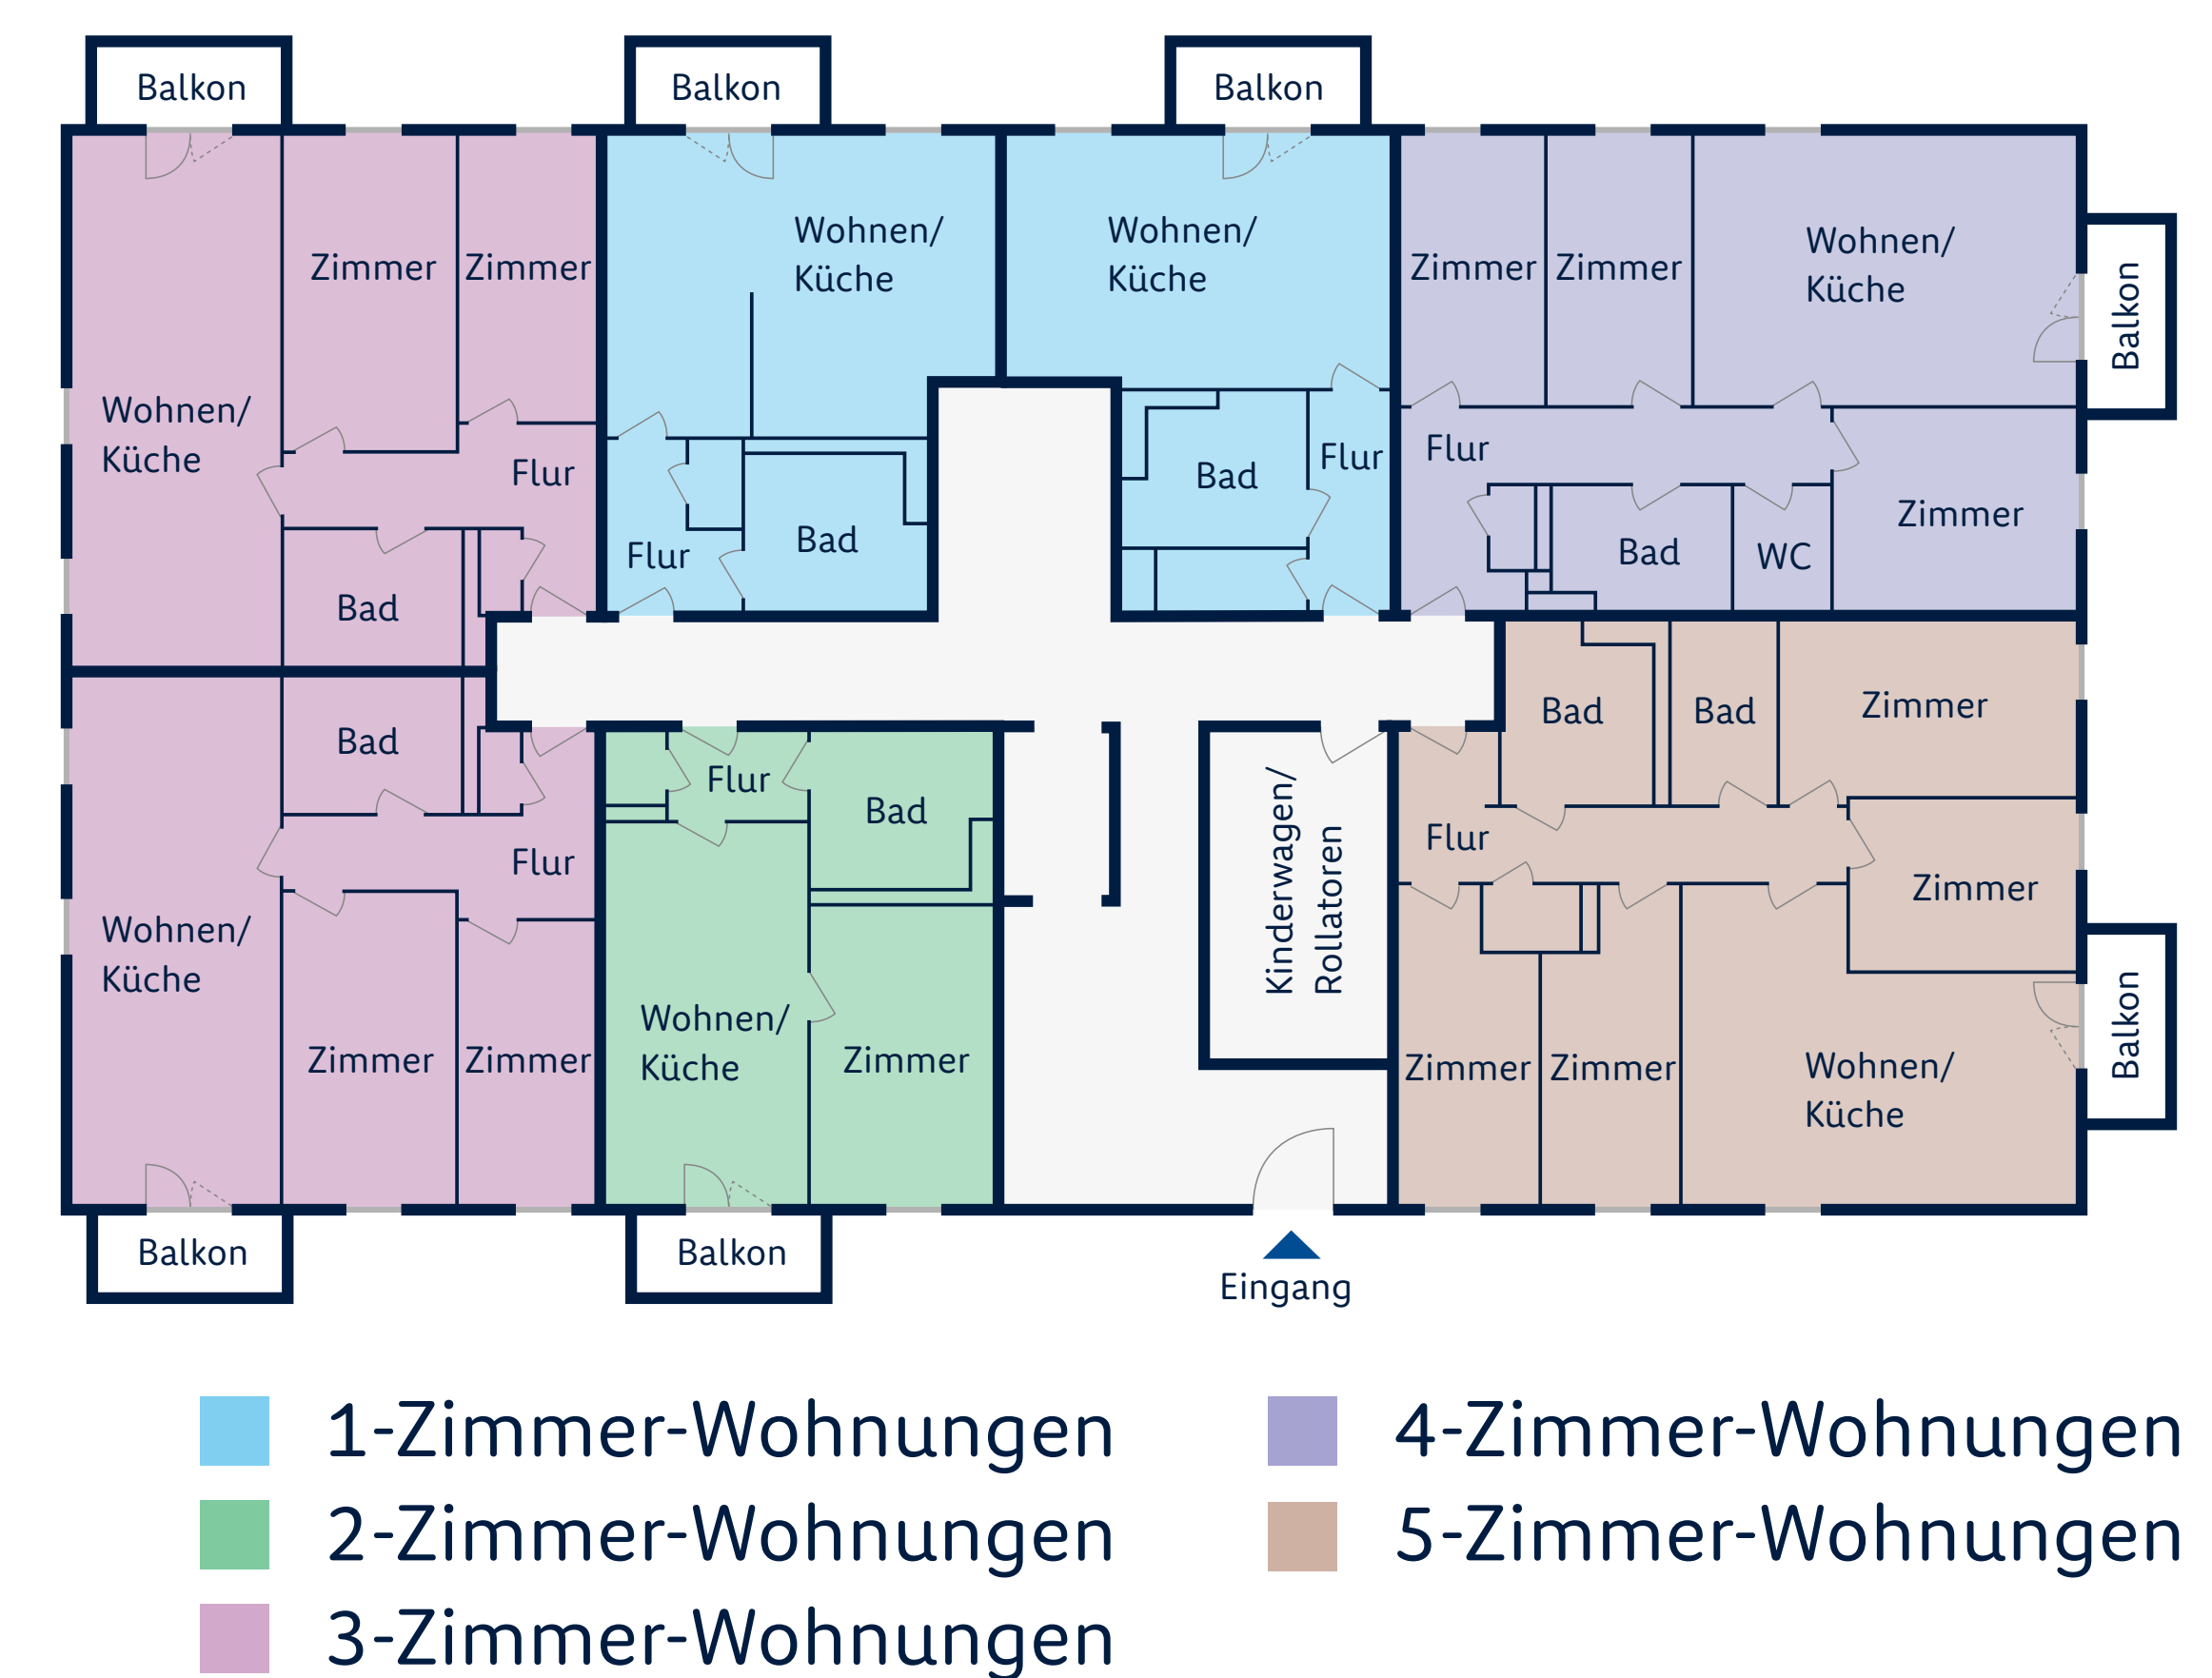 Balkon
Balkon
Balkon
Wohnen/
Küche
Zimmer
Zimmer
Flur
Bad
Wohnen/
Küche
Flur
Bad
Wohnen/
Küche
Bad
Flur
Zimmer
Zimmer
Wohnen/
Küche
Balkon
Flur
Zimmer
Bad
WC
Bad
Flur
Wohnen/
Küche
Zimmer
Zimmer
Flur
Bad
Wohnen/
Küche
Zimmer
Kinderwagen/
Rollatoren
Bad
Bad
Zimmer
Flur
Zimmer
Zimmer
Zimmer
Wohnen/
Küche
Balkon
Balkon
Balkon
Eingang
1-Zimmer-Wohnungen
2-Zimmer-Wohnungen
3-Zimmer-Wohnungen
4-Zimmer-Wohnungen
5-Zimmer-Wohnungen